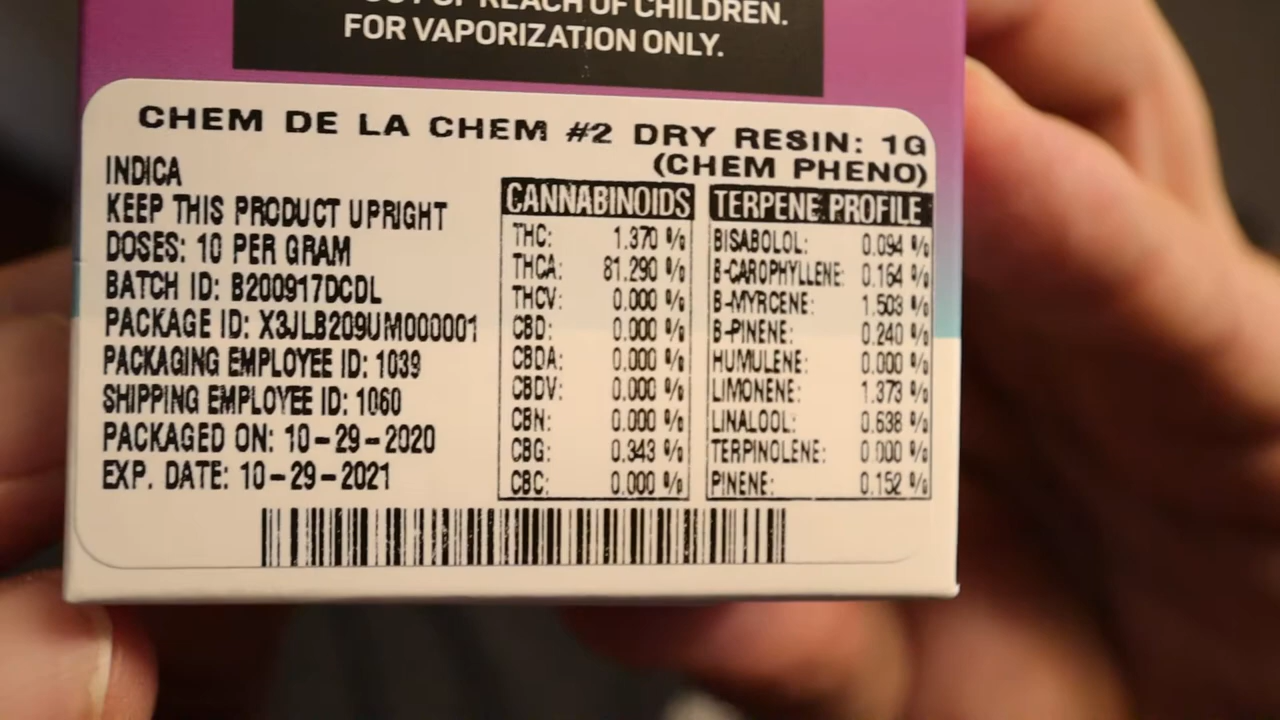 OUT OF REACH OF CHILDREN.
FOR VAPORIZATION ONLY.
CHEM DE LA CHEM #2 DRY RESIN: 1G
(CHEM PHENO)
INDICA
KEEP THIS PRODUCT UPRIGHT
DOSES: 10 PER GRAM
BATCH ID: B200917DCDL
PACKAGE ID: X3JLB209UM000001
PACKAGING EMPLOYEE ID: 1039
SHIPPING EMPLOYEE ID: 1060
PACKAGED ON: 10-29-2020
EXP. DATE: 10-29-2021
CANNABINOIDS
THC: 1.370 %
THCA: 81.290 %
THCV: 0.000 %
CBD: 0.000 %
CBDA: 0.000 %
CBDV: 0.000 %
CBN: 0.000 %
CBG: 0.343 %
CBC: 0.000 %
TERPENE PROFILE
BISABOLOL: 0.094 %
B-CAROPHYLLENE: 0.164 %
B-MYRCENE: 1.503 %
B-PINENE: 0.240 %
HUMULENE: 0.000 %
LIMONENE: 1.373 %
LINALOOL: 0.638 %
TERPINOLENE: 0.000 %
PINENE: 0.152 %